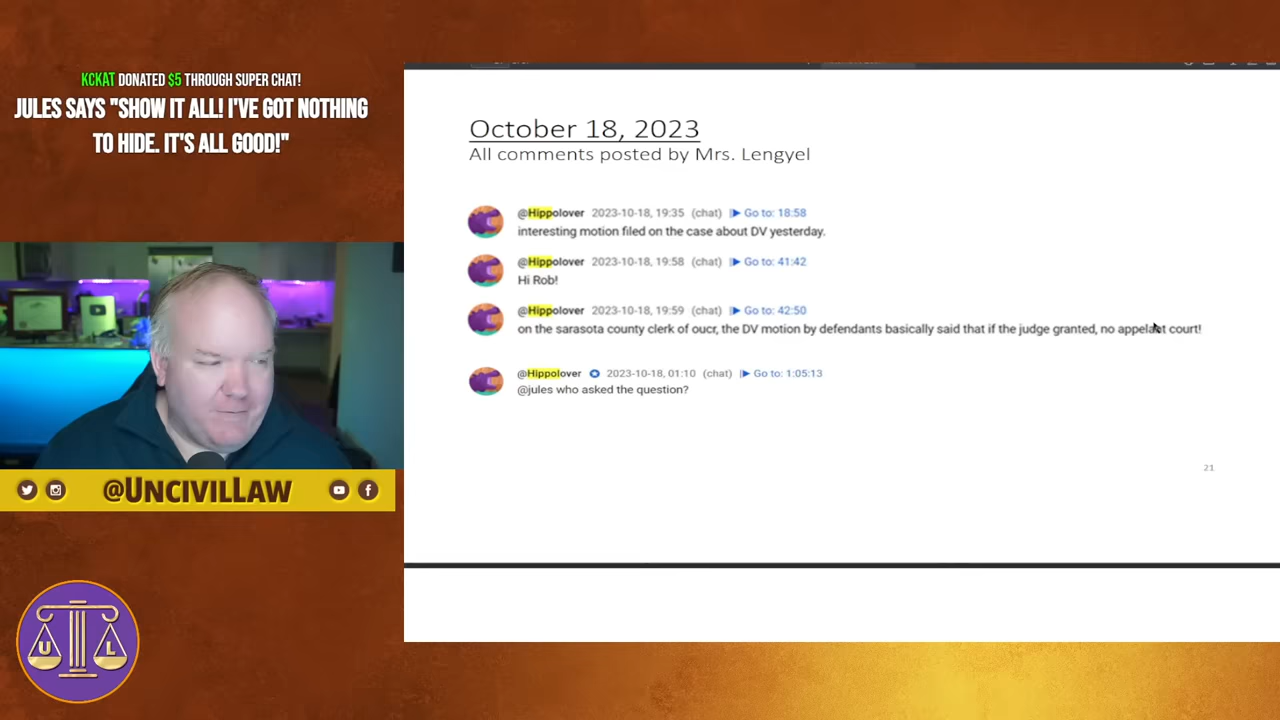 KCKAT DONATED $5 THROUGH SUPER CHAT!
JULES SAYS "SHOW IT ALL! I'VE GOT NOTHING
TO HIDE. IT'S ALL GOOD!"
October 18, 2023
All comments posted by Mrs. Lengyel
@Hippolover 2023-10-18, 19:35 (chat) Go to: 18:58
interesting motion filed on the case about DV yesterday.
@Hippolover 2023-10-18, 19:58 (chat) Go to: 41:42
Hi Rob!
@Hippolover 2023-10-18, 19:59 (chat) Go to: 42:50
on the sarasota county clerk of oucr, the DV motion by defendants basically said that if the judge granted, no appelant court!
@Hippolover 2023-10-18, 01:10 (chat) Go to: 1:05:13
@jules who asked the question?
21
@UNCIVILLAW
U L